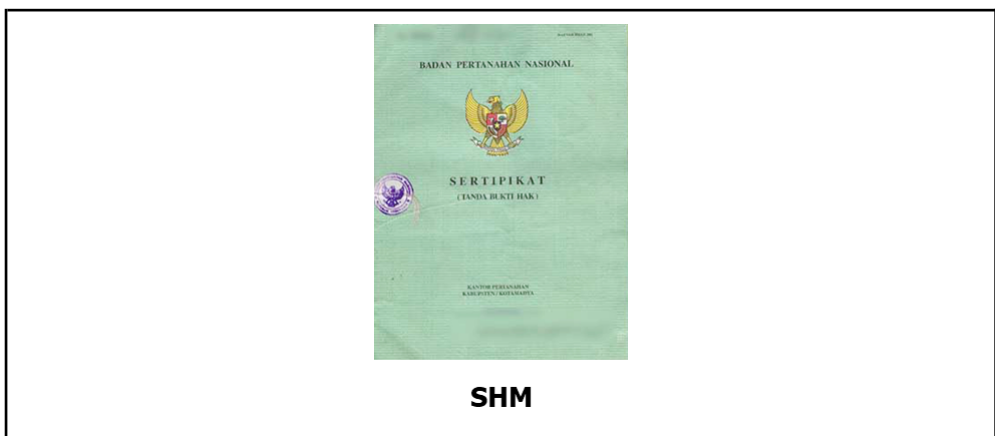 BADAN PERTANAHAN NASIONAL
SERTIPIKAT
(TANDA BUKTI HAK)
KANTOR PERTANAHAN
KABUPATEN / KOTAMADYA
SHM